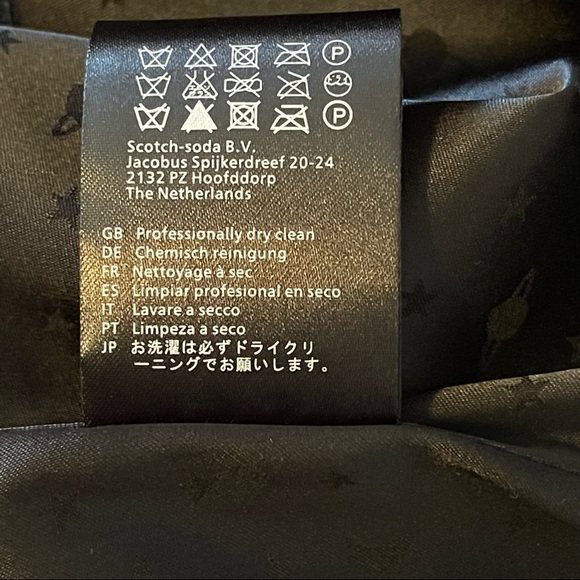 P
P
Scotch-soda B.V.
Jacobus Spijkerdreef 20-24
2132 PZ Hoofddorp
The Netherlands
GB Professionally dry clean
DE Chemisch reinigung
FR Nettoyage à sec
ES Limpiar profesional en seco
IT Lavare a secco
PT Limpeza a seco
JP お洗濯は必ずドライクリ
ーニングでお願いします。